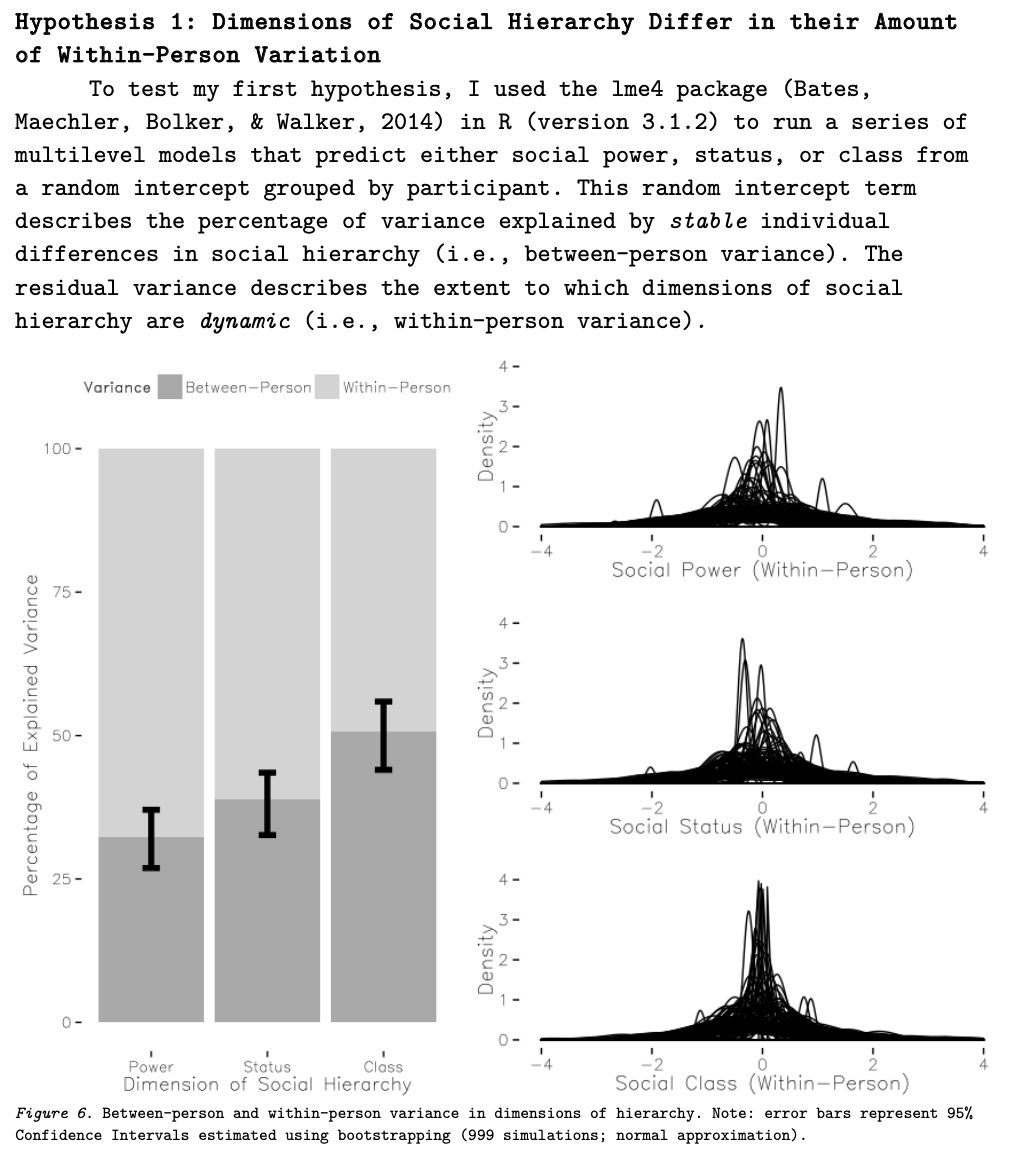 Hypothesis 1: Dimensions of Social Hierarchy Differ in their Amount
of Within-Person Variation
To test my first hypothesis, I used the lme4 package (Bates,
Maechler, Bolker, & Walker, 2014) in R (version 3.1.2) to run a series of
multilevel models that predict either social power, status, or class from
a random intercept grouped by participant. This random intercept term
describes the percentage of variance explained by stable individual
differences in social hierarchy (i.e., between-person variance). The
residual variance describes the extent to which dimensions of social
hierarchy are dynamic (i.e., within-person variance).
Variance Between-Person Within-Person
Percentage of Explained Variance
100
75
50
25
0
Power Status Class
Dimension of Social Hierarchy
Density
4
3
2
1
0
-4 -2 0 2 4
Social Power (Within-Person)
Density
4
3
2
1
0
-4 -2 0 2 4
Social Status (Within-Person)
Density
4
3
2
1
0
-4 -2 0 2 4
Social Class (Within-Person)
Figure 6. Between-person and within-person variance in dimensions of hierarchy. Note: error bars represent 95%
Confidence Intervals estimated using bootstrapping (999 simulations; normal approximation).